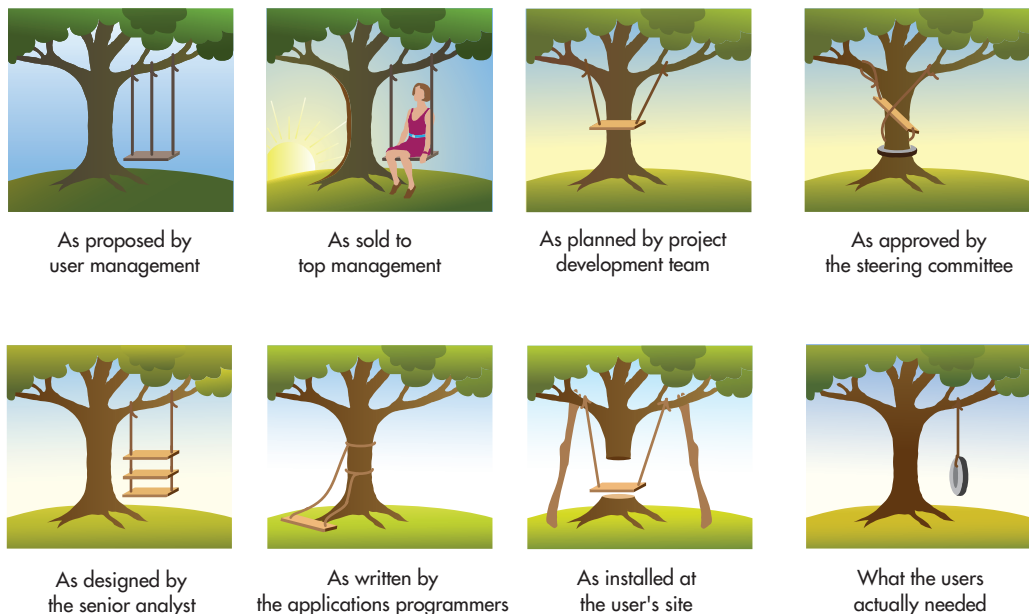 As proposed by
user management
As sold to
top management
As planned by project
development team
As approved by
the steering committee
As designed by
the senior analyst
As written by
the applications programmers
As installed at
the user's site
What the users
actually needed